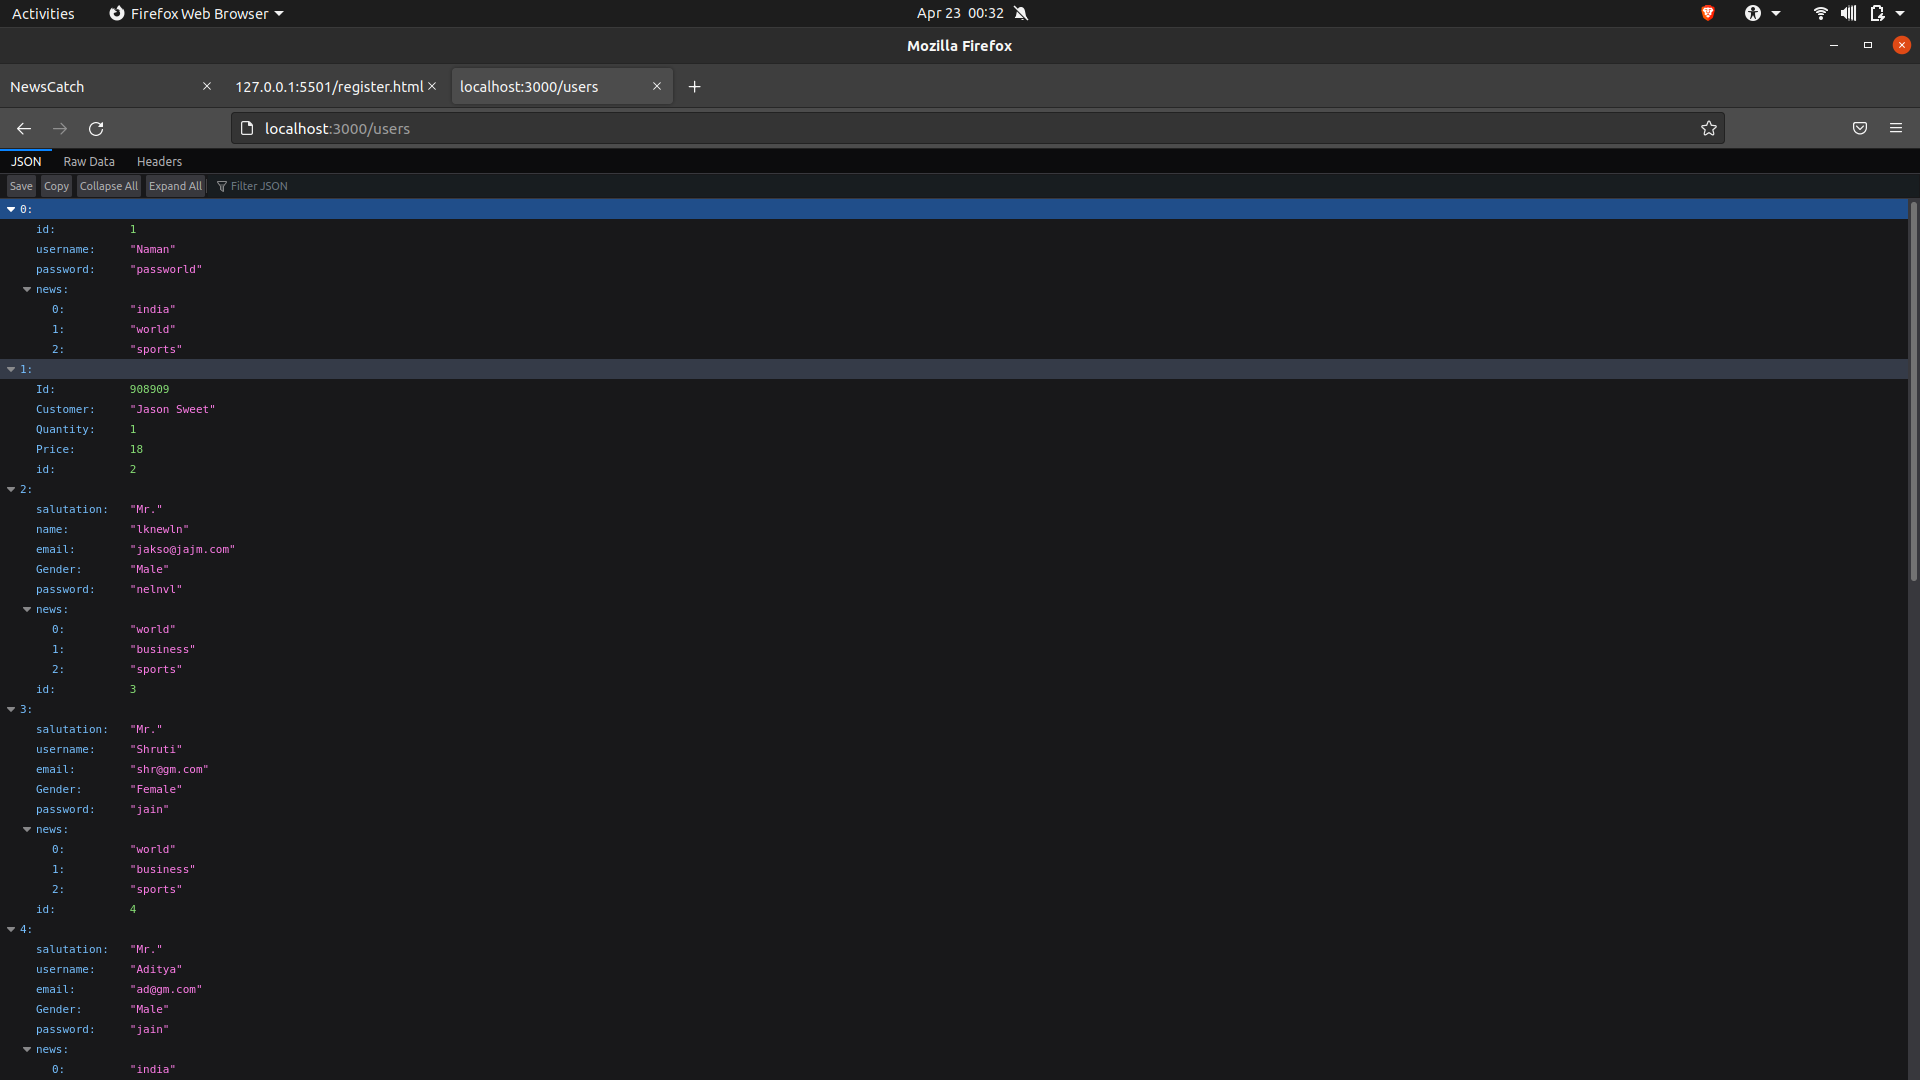 Activities Firefox Web Browser Apr 23 00:32
Mozilla Firefox
NewsCatch 127.0.0.1:5501/register.html localhost:3000/users
localhost:3000/users
JSON Raw Data Headers
Save Copy Collapse All Expand All Filter JSON
0:
id: 1
username: "Naman"
password: "passworld"
news:
0: "india"
1: "world"
2: "sports"
1:
Id: 908909
Customer: "Jason Sweet"
Quantity: 1
Price: 18
id: 2
2:
salutation: "Mr."
name: "lknewln"
email: "jakso@jajm.com"
Gender: "Male"
password: "nelnvl"
news:
0: "world"
1: "business"
2: "sports"
id: 3
3:
salutation: "Mr."
username: "Shruti"
email: "shr@gm.com"
Gender: "Female"
password: "jain"
news:
0: "world"
1: "business"
2: "sports"
id: 4
4:
salutation: "Mr."
username: "Aditya"
email: "ad@gm.com"
Gender: "Male"
password: "jain"
news:
0: "india"